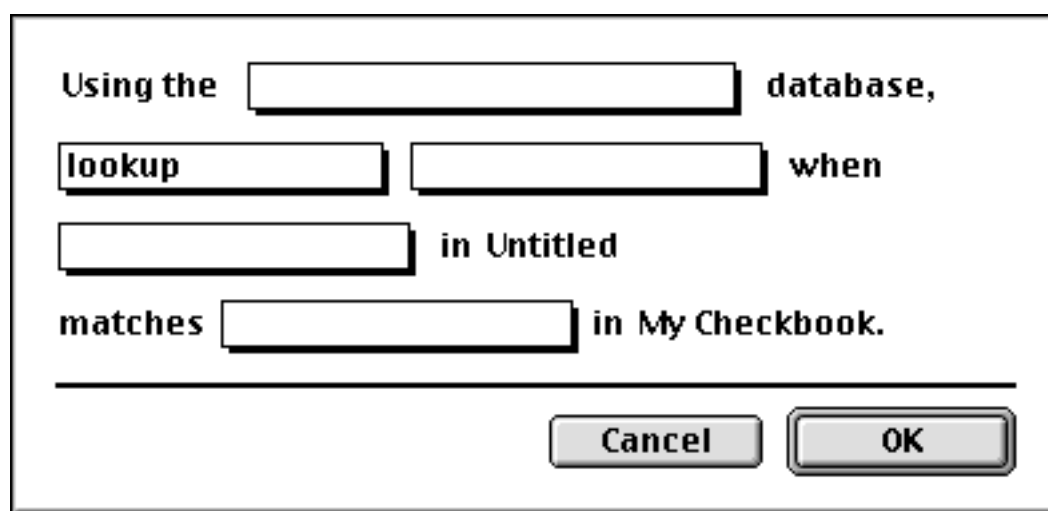 Using the database,
lookup when
in Untitled
matches in My Checkbook.
Cancel OK